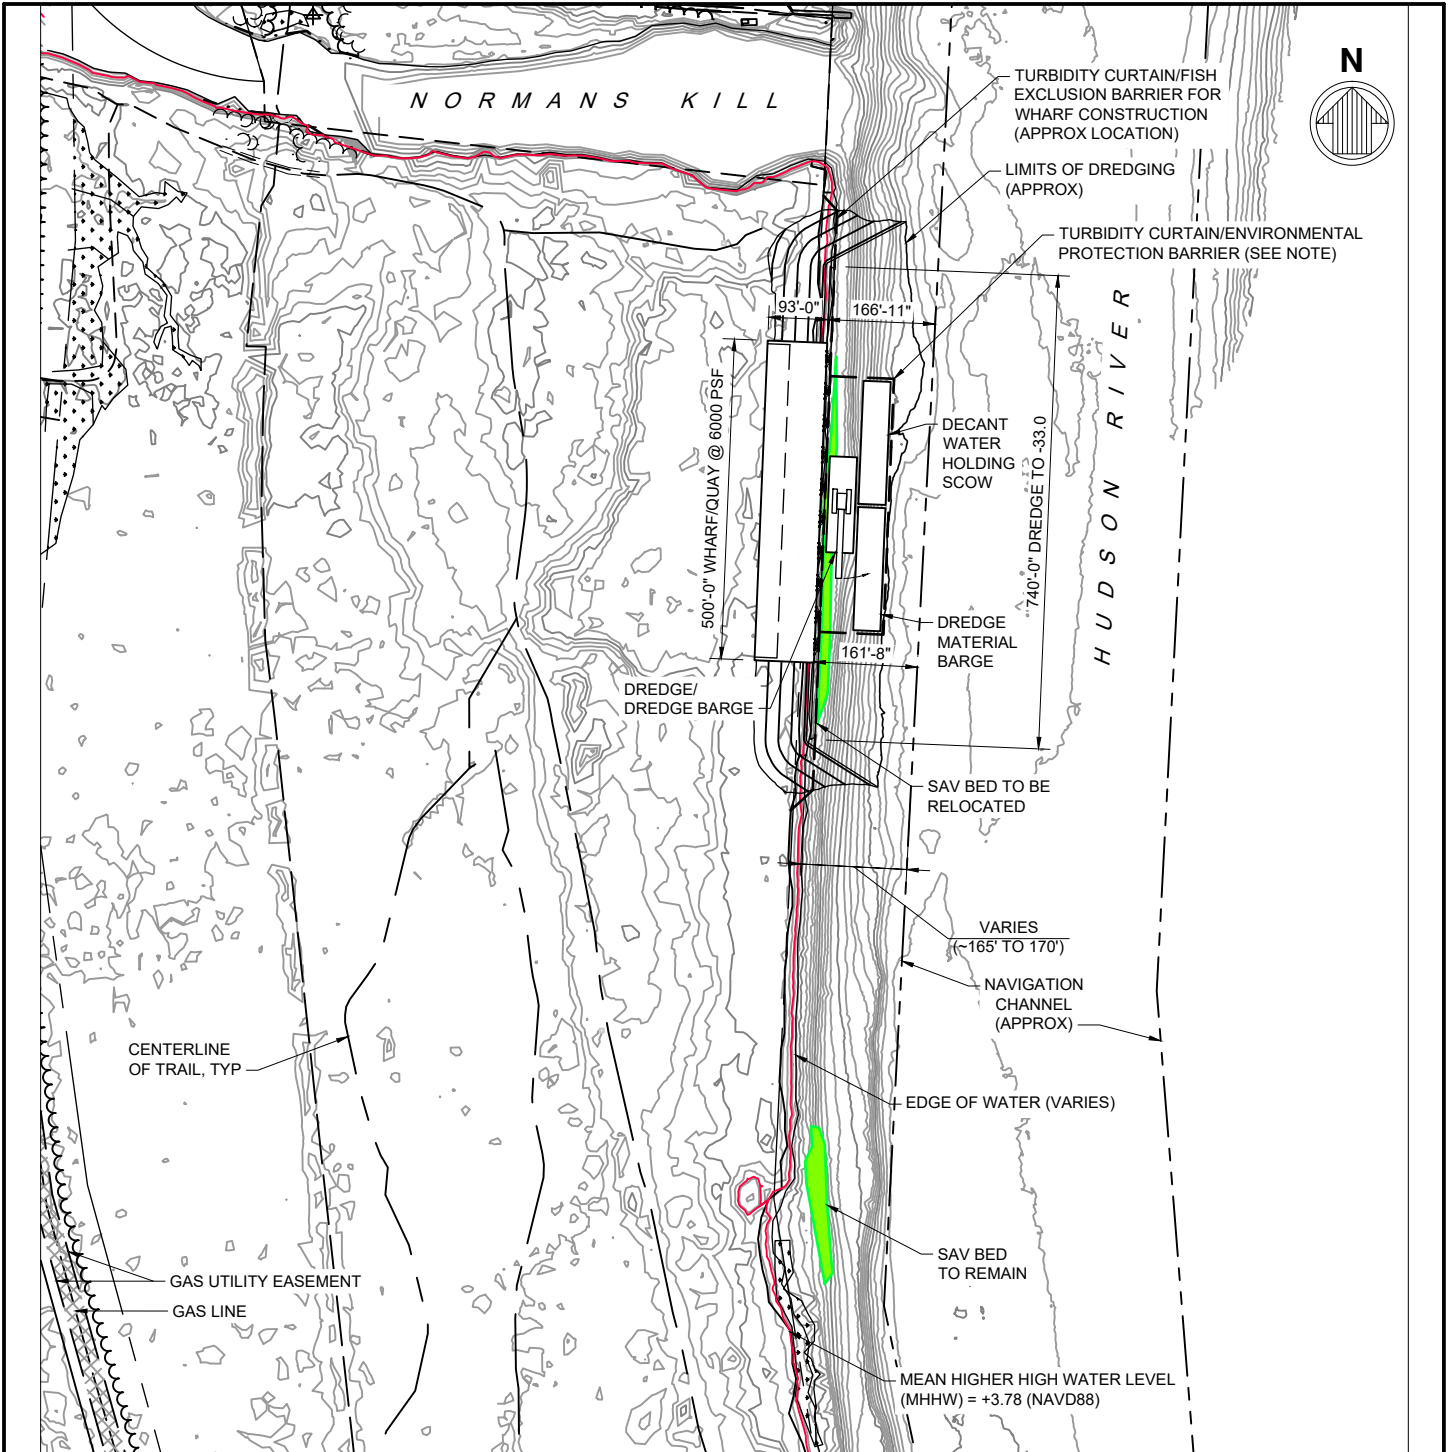 N O R M A N S   K I L L
TURBIDITY CURTAIN/FISH
EXCLUSION BARRIER FOR
WHARF CONSTRUCTION
(APPROX LOCATION)
N
LIMITS OF DREDGING
(APPROX)
TURBIDITY CURTAIN/ENVIRONMENTAL
PROTECTION BARRIER (SEE NOTE)
93'-0"
166'-11"
H U D S O N   R I V E R
500'-0" WHARF/QUAY @ 6000 PSF
DECANT
WATER
HOLDING
SCOW
740'-0" DREDGE TO -33.0
DREDGE
MATERIAL
BARGE
161'-8"
DREDGE/
DREDGE BARGE
SAV BED TO BE
RELOCATED
VARIES
(~165' TO 170')
NAVIGATION
CHANNEL
(APPROX)
CENTERLINE
OF TRAIL, TYP
EDGE OF WATER (VARIES)
SAV BED
TO REMAIN
GAS UTILITY EASEMENT
GAS LINE
MEAN HIGHER HIGH WATER LEVEL
(MHHW) = +3.78 (NAVD88)